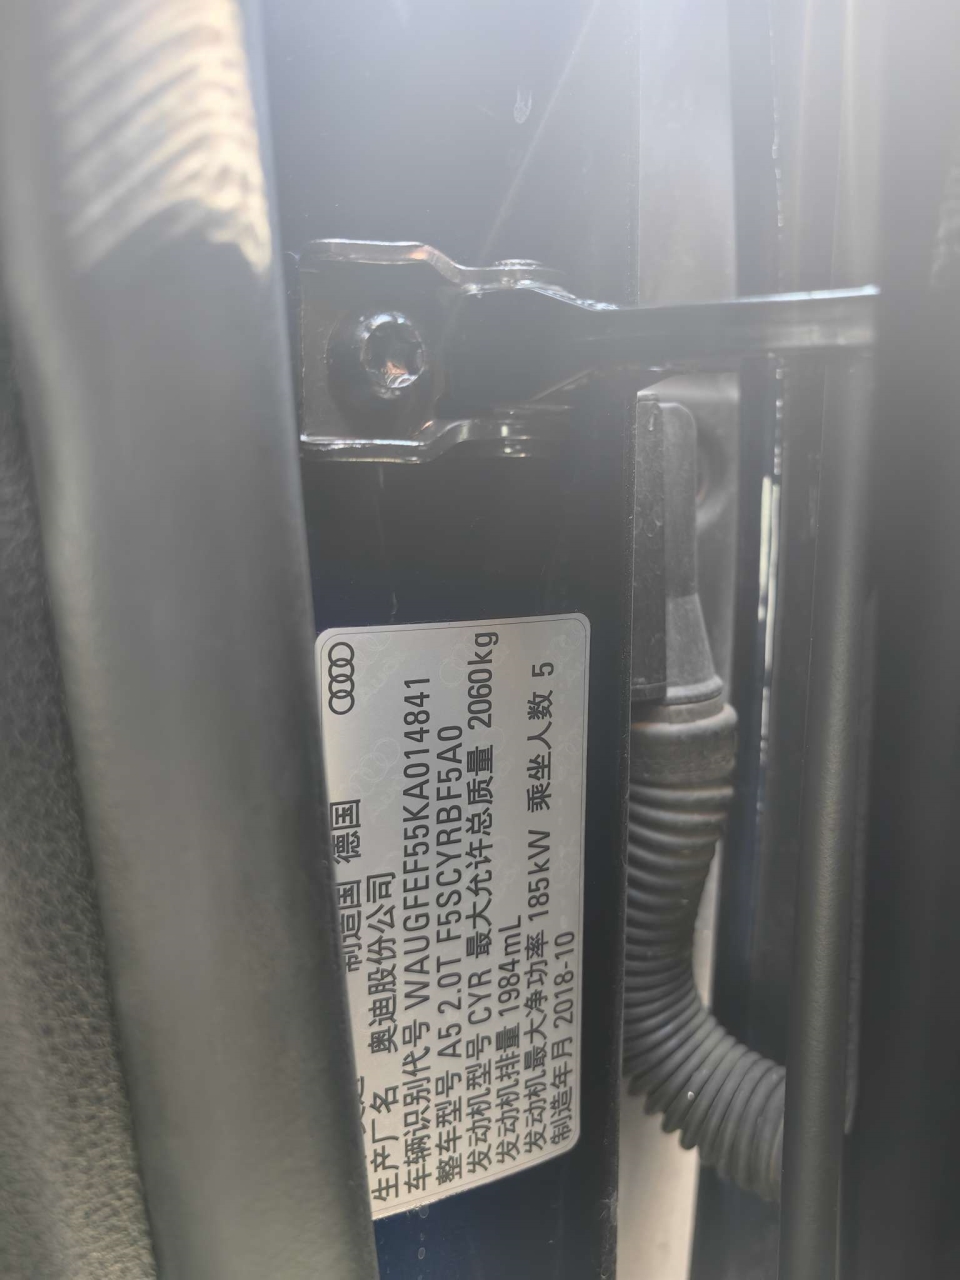 制造国 德国
生产厂名 奥迪股份公司
车辆识别代号 WAUGFEF55KA014841
整车型号 A5 2.0T F5SCYRBF5A0
发动机型号 CYR 最大允许总质量 2060kg
发动机排量 1984mL
发动机最大净功率 185kW 乘坐人数 5
制造年月 2018-10